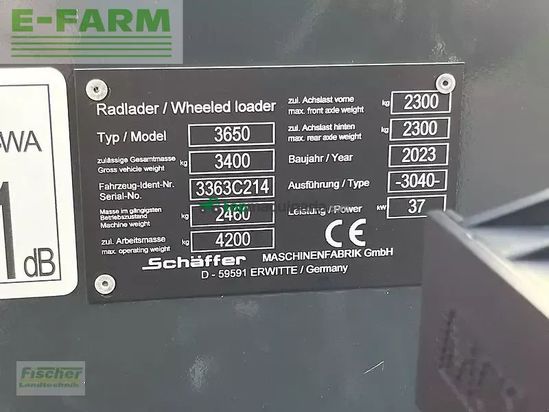 E-FARM
WA
1 dB
Radlader / Wheeled loader
Typ / Model 3650
zulässige Gesamtmasse
Gross vehicle weight kg 3400
Fahrzeug-Ident-Nr.
Serial-No. 3363C214
Masse im gängigsten
Betriebszustand
Machine weight kg 2460
zul. Arbeitsmasse
max. operating weight kg 4200
zul. Achslast vorne
max. front axle weight kg 2300
zul. Achslast hinten
max. rear axle weight kg 2300
Baujahr / Year 2023
Ausführung / Type -3040-
Leistung / Power kW 37
CE
Schäffer MASCHINENFABRIK GmbH
D - 59591 ERWITTE / Germany
Fischer
Landtechnik